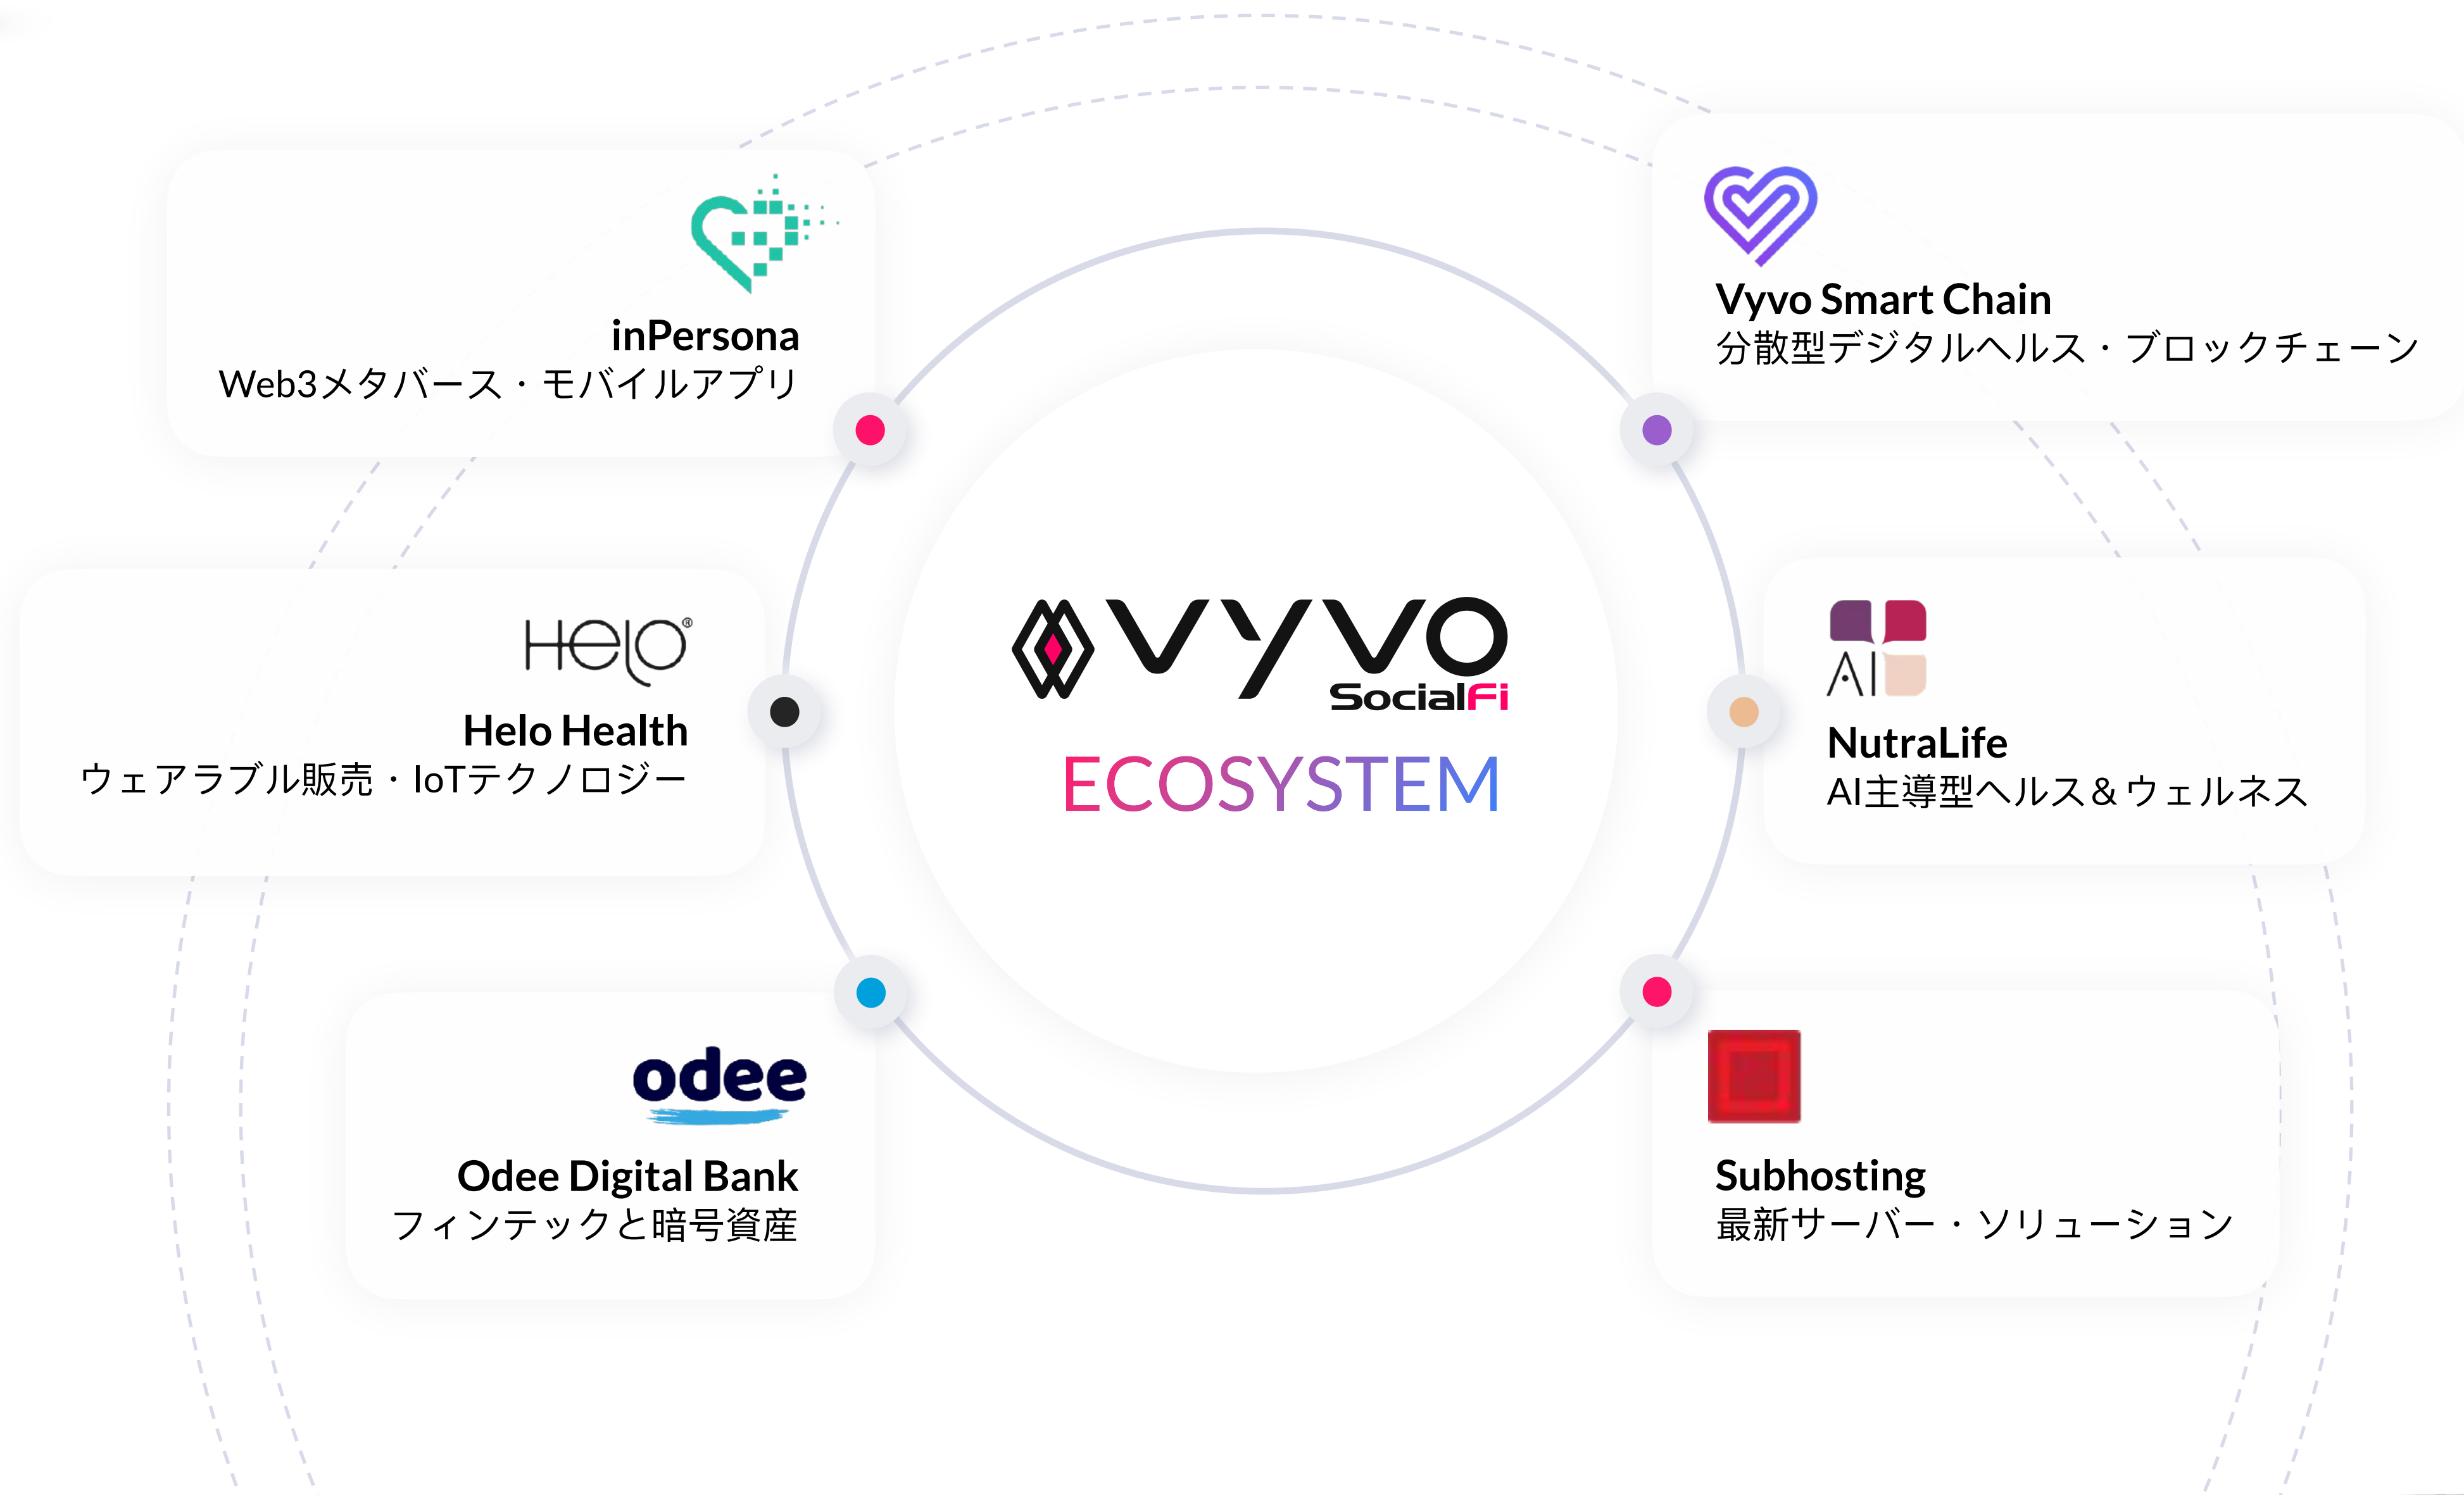 inPersona
Web3メタバース・モバイルアプリ
Helo®
Helo Health
ウェアラブル販売・IoTテクノロジー
odee
Odee Digital Bank
フィンテックと暗号資産
VYVO
SocialFi
ECOSYSTEM
Vyvo Smart Chain
分散型デジタルヘルス・ブロックチェーン
AI
NutraLife
AI主導型ヘルス＆ウェルネス
Subhosting
最新サーバー・ソリューション